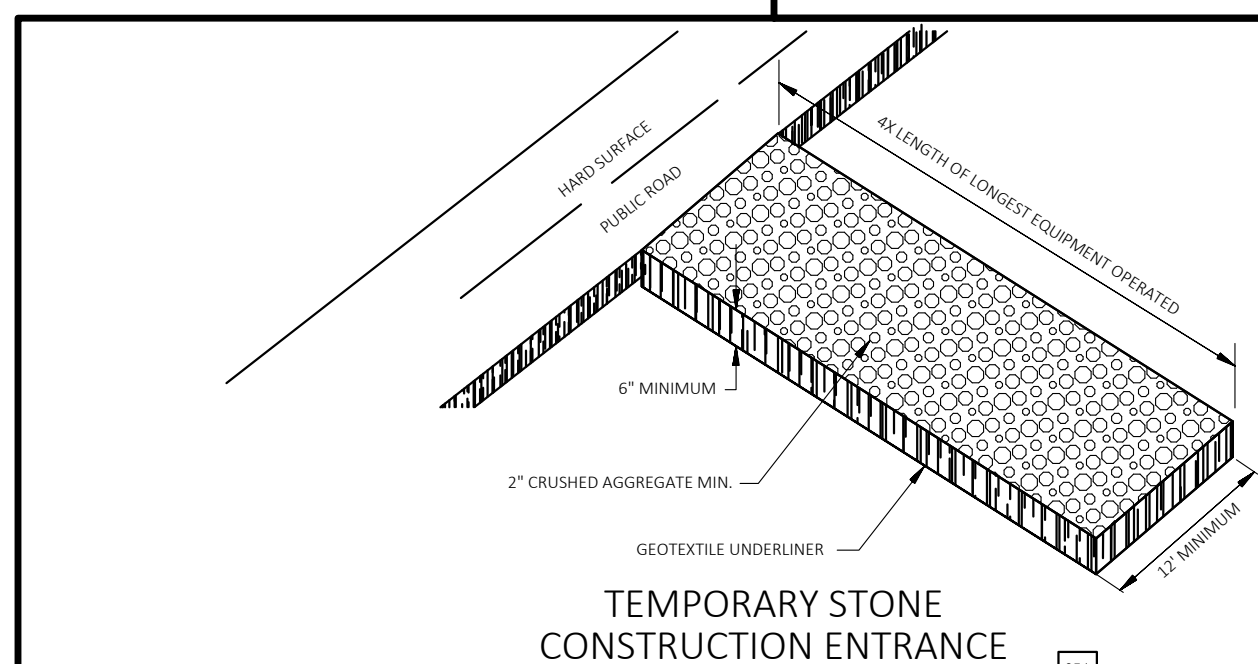 HARD SURFACE
PUBLIC ROAD
4X LENGTH OF LONGEST EQUIPMENT OPERATED
6" MINIMUM
2" CRUSHED AGGREGATE MIN.
GEOTEXTILE UNDERLINER
12' MINIMUM
TEMPORARY STONE
CONSTRUCTION ENTRANCE